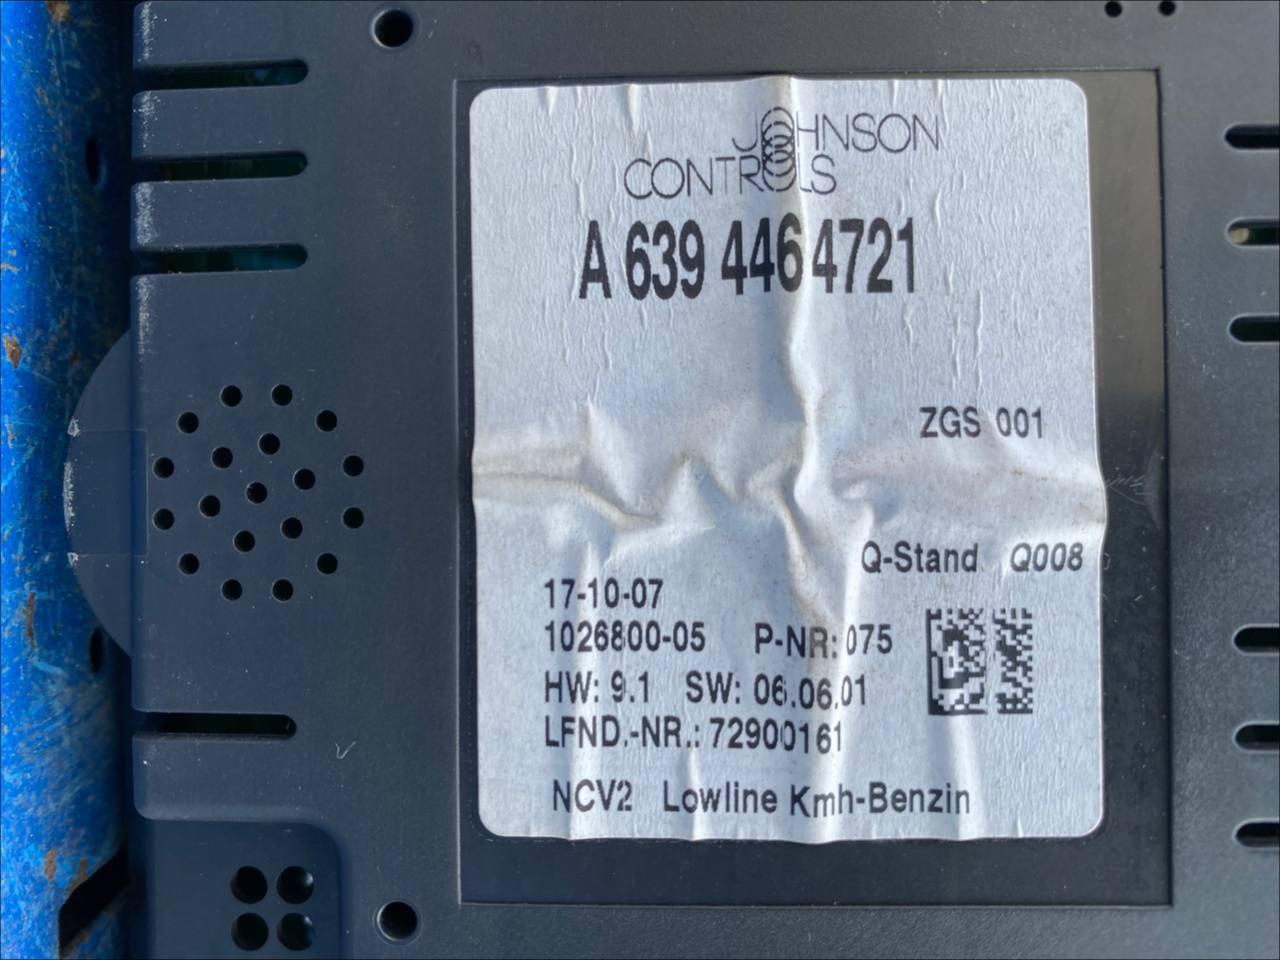 JOHNSON
CONTROLS
A 639 446 4721
ZGS 001
Q-Stand Q008
17-10-07
1026800-05 P-NR: 075
HW: 9.1 SW: 06.06.01
LFND.-NR.: 72900161
NCV2 Lowline Kmh-Benzin